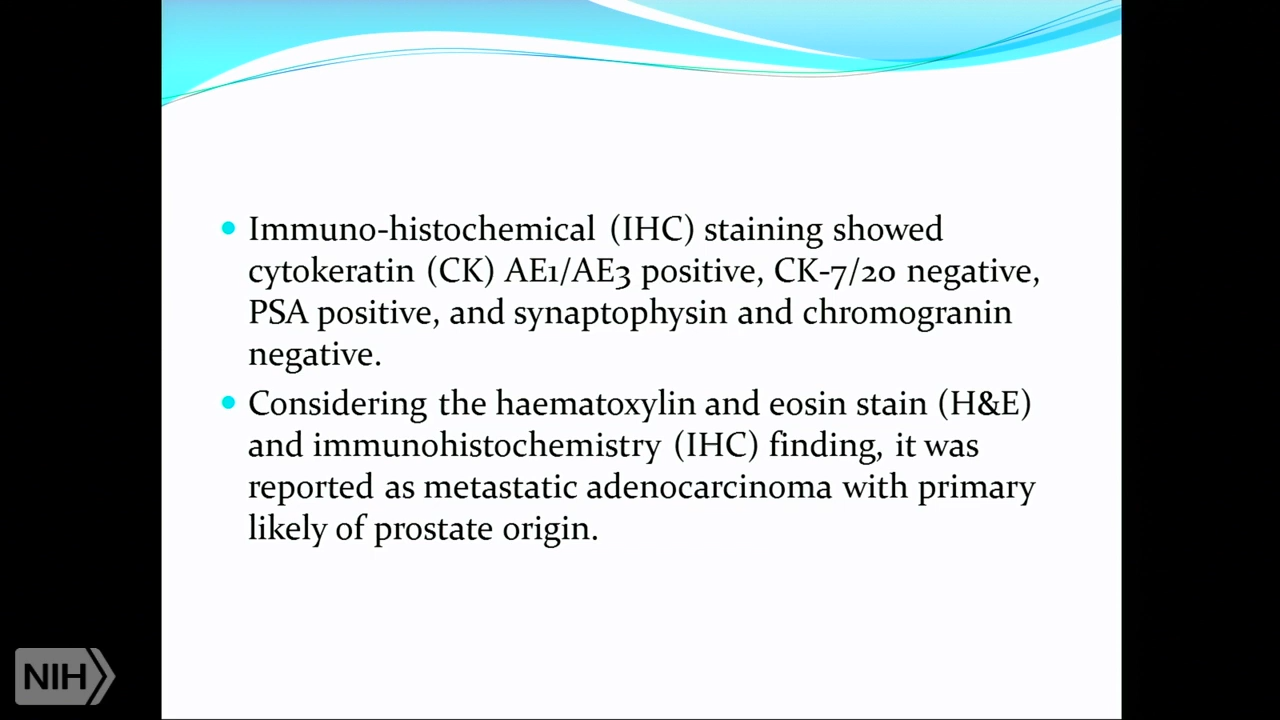 Immuno-histochemical (IHC) staining showed
cytokeratin (CK) AE1/AE3 positive, CK-7/20 negative,
PSA positive, and synaptophysin and chromogranin
negative.
Considering the haematoxylin and eosin stain (H&E)
and immunohistochemistry (IHC) finding, it was
reported as metastatic adenocarcinoma with primary
likely of prostate origin.
NIH